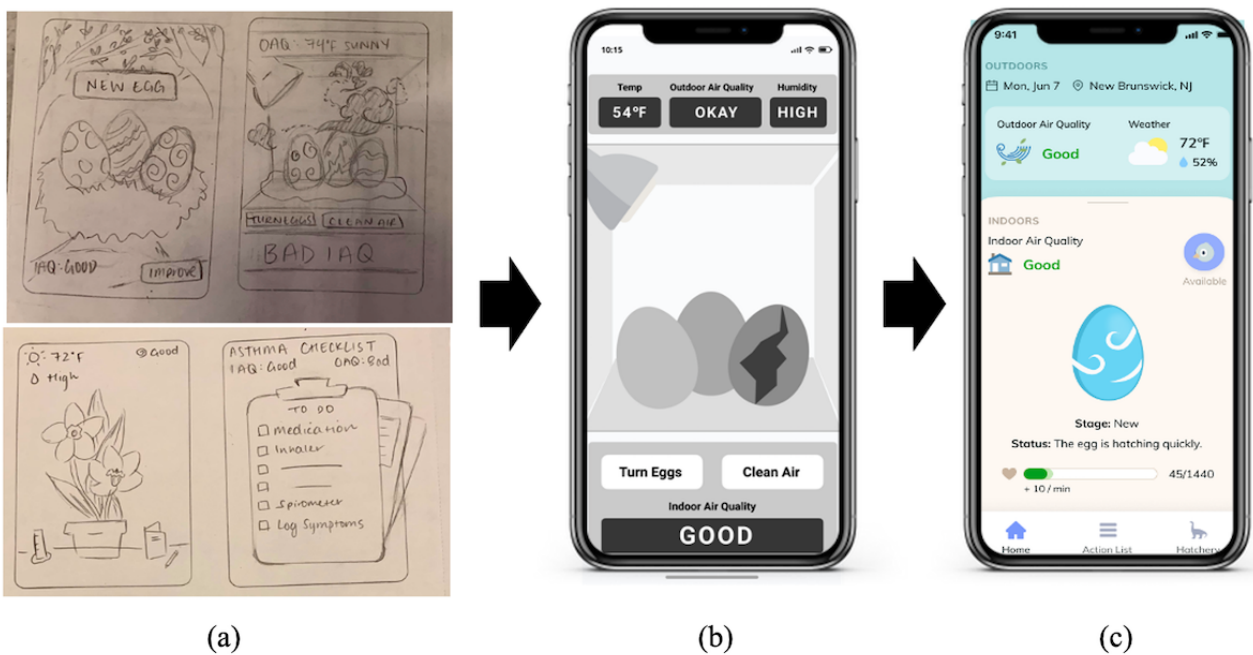 NEW EGG
IAQ: GOOD
IMPROVE
OAQ: 74°F SUNNY
TURN EGGS
CLEAN AIR
BAD IAQ
72°F
Good
High
ASTHMA CHECKLIST
IAQ: Good OAQ: Bad
TO DO
Medication
Inhaler
Spirometer
Log Symptoms
(a)
10:15
Temp Outdoor Air Quality Humidity
54°F OKAY HIGH
Turn Eggs Clean Air
Indoor Air Quality
GOOD
(b)
9:41
OUTDOORS
Mon, Jun 7 New Brunswick, NJ
Outdoor Air Quality Weather
Good 72°F
52%
INDOORS
Indoor Air Quality
Good
Available
Stage: New
Status: The egg is hatching quickly.
45/1440
+ 10 / min
Home Action List Hatchery
(c)